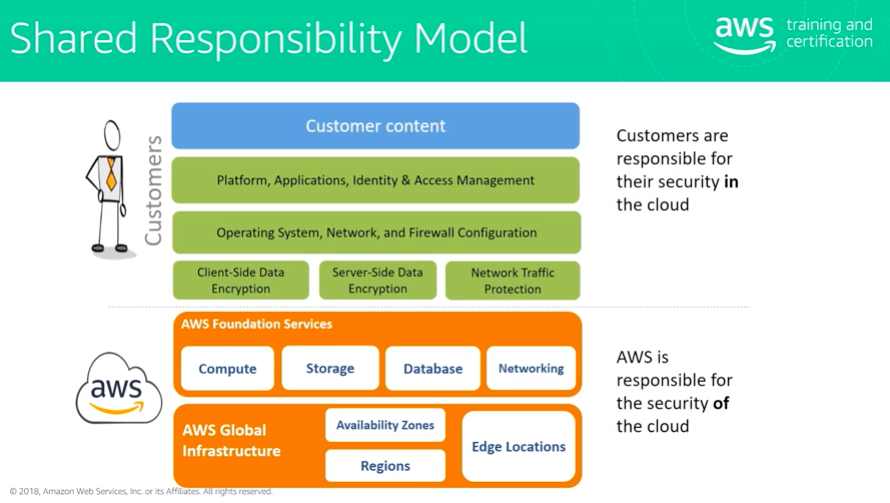 Shared Responsibility Model
aws training and
certification
Customers
Customer content
Platform, Applications, Identity & Access Management
Operating System, Network, and Firewall Configuration
Client-Side Data
Encryption
Server-Side Data
Encryption
Network Traffic
Protection
Customers are
responsible for
their security in
the cloud
aws
AWS Foundation Services
Compute
Storage
Database
Networking
AWS Global
Infrastructure
Availability Zones
Regions
Edge Locations
AWS is
responsible for
the security of
the cloud
© 2018, Amazon Web Services, Inc. or its Affiliates. All rights reserved.